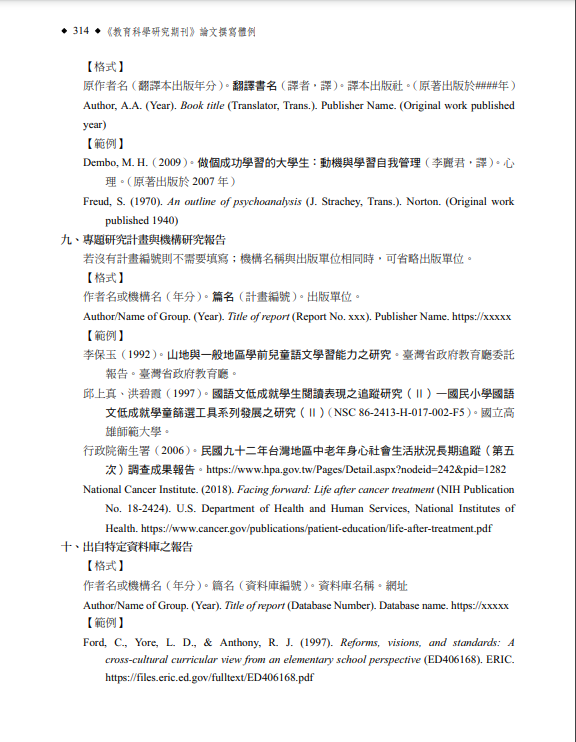 ◆ 314 ◆《教育科學研究期刊》論文撰寫體例
【格式】
原作者名（翻譯本出版年分）。翻譯書名（譯者，譯）。譯本出版社。（原著出版於####年）
Author, A.A. (Year). Book title (Translator, Trans.). Publisher Name. (Original work published
year)
【範例】
Dembo, M. H.（2009）。做個成功學習的大學生：動機與學習自我管理（李麗君，譯）。心
理。（原著出版於 2007 年）
Freud, S. (1970). An outline of psychoanalysis (J. Strachey, Trans.). Norton. (Original work
published 1940)
九、專題研究計畫與機構研究報告
若沒有計畫編號則不需要填寫；機構名稱與出版單位相同時，可省略出版單位。
【格式】
作者名或機構名（年分）。篇名（計畫編號）。出版單位。
Author/Name of Group. (Year). Title of report (Report No. xxx). Publisher Name. https://xxxxx
【範例】
李保玉（1992）。山地與一般地區學前兒童語文學習能力之研究。臺灣省政府教育廳委託
報告。臺灣省政府教育廳。
邱上真、洪碧霞（1997）。國語文低成就學生閱讀表現之追蹤研究（Ⅱ）—國民小學國語
文低成就學童篩選工具系列發展之研究（Ⅱ）（NSC 86-2413-H-017-002-F5）。國立高
雄師範大學。
行政院衛生署（2006）。民國九十二年台灣地區中老年身心社會生活狀況長期追蹤（第五
次）調查成果報告。https://www.hpa.gov.tw/Pages/Detail.aspx?nodeid=242&pid=1282
National Cancer Institute. (2018). Facing forward: Life after cancer treatment (NIH Publication
No. 18-2424). U.S. Department of Health and Human Services, National Institutes of
Health. https://www.cancer.gov/publications/patient-education/life-after-treatment.pdf
十、出自特定資料庫之報告
【格式】
作者名或機構名（年分）。篇名（資料庫編號）。資料庫名稱。網址
Author/Name of Group. (Year). Title of report (Database Number). Database name. https://xxxxx
【範例】
Ford, C., Yore, L. D., & Anthony, R. J. (1997). Reforms, visions, and standards: A
cross-cultural curricular view from an elementary school perspective (ED406168). ERIC.
https://files.eric.ed.gov/fulltext/ED406168.pdf